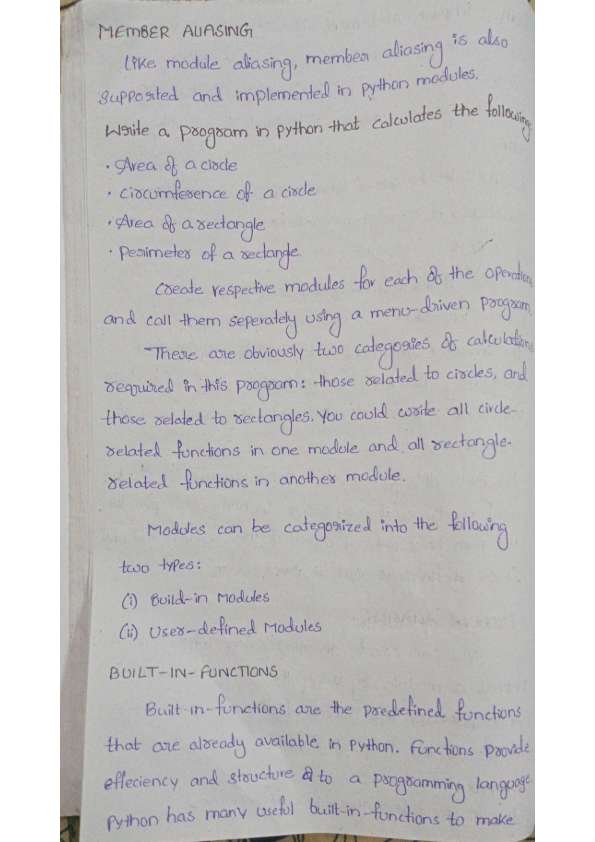 MEMBER ALIASING
Like module aliasing, member aliasing is also
supported and implemented in python modules.
Write a program in python that calculates the following
• Area of a circle
• circumference of a circle
• Area of a rectangle
• Perimeter of a rectangle
Create respective modules for each of the operations
and call them seperately using a menu-driven program
There are obviously two categories of calculations
required in this program: those related to circles, and
those related to rectangles. You could write all circle-
related functions in one module and all rectangle-
related functions in another module.
Modules can be categorized into the following
two types:
(i) Build-in Modules
(ii) User-defined Modules
BUILT-IN-FUNCTIONS
Built-in-functions are the predefined functions
that are already available in python. Functions provide
effeciency and structure to a programming language
Python has many useful built-in-functions to make